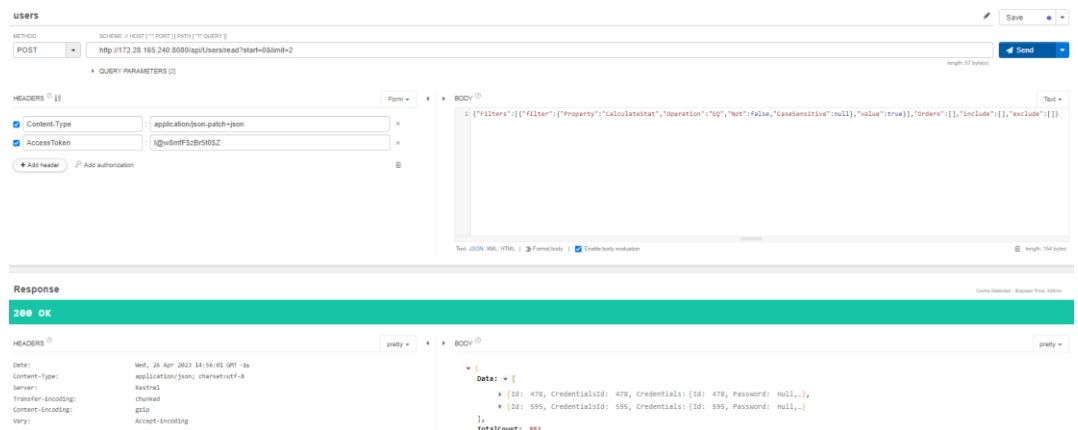 users
Save
METHOD
SCHEME :// HOST [ ":" PORT ] [ PATH [ "?" QUERY ]]
POST
http://172.28.165.240:8080/api/Users/read?start=0&limit=2
Send
length: 57 byte(s)
QUERY PARAMETERS [2]
HEADERS
Form
BODY
Text
Content-Type : application/json-patch+json
AccessToken :
1 {"Filters":[{"filter":{"Property":"CalculateStat","Operation":"EQ","Not":false,"CaseSensitive":null},"value":true}],"Orders":[],"include":[],"exclude":[]}
+ Add header
Add authorization
Text JSON XML HTML | Format body | Enable body evaluation
length: 154 bytes
Response
Cache Detected - Elapsed Time:
200 OK
HEADERS
pretty
BODY
pretty
Date: Wed, 26 Apr 2023 14:56:01 GMT
Content-Type: application/json; charset=utf-8
Server: Kestrel
Transfer-Encoding: chunked
Content-Encoding: gzip
Vary: Accept-Encoding
{
Data: [
{Id: 478, CredentialsId: 478, Credentials: {Id: 478, Password: null,…},
{Id: 595, CredentialsId: 595, Credentials: {Id: 595, Password: null,…}
],
TotalCount: 951